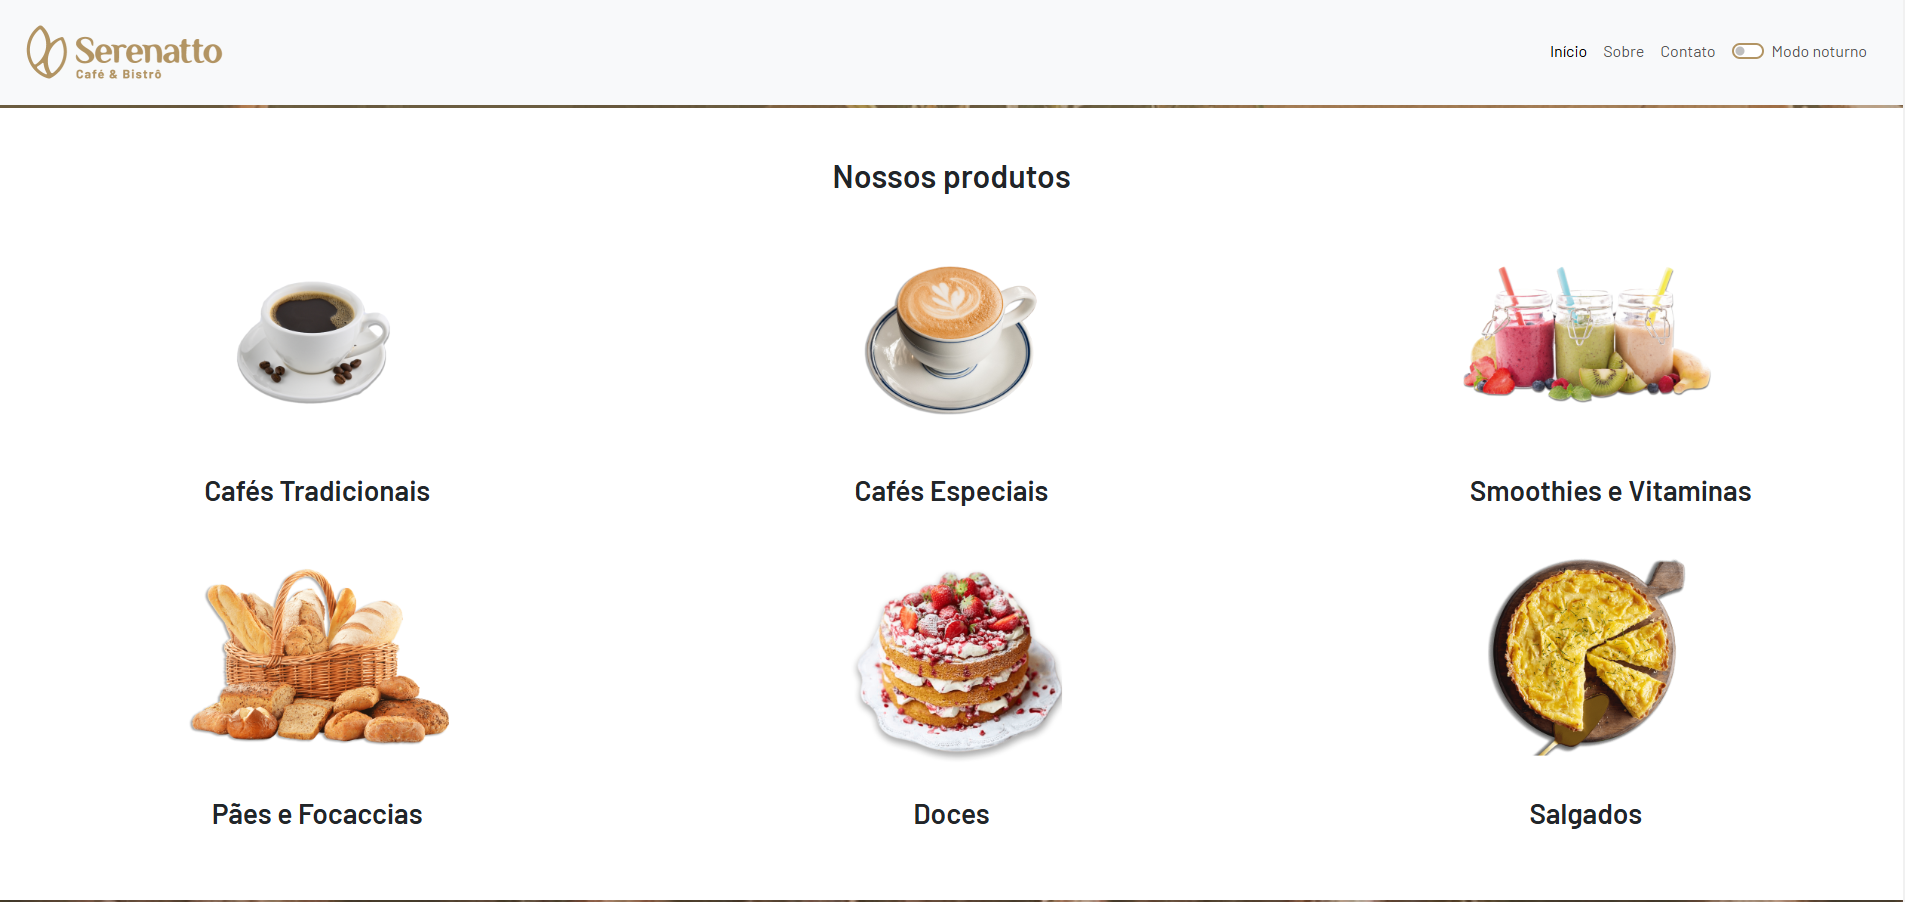 Serenatto
Café & Bistrô
Início Sobre Contato Modo noturno
Nossos produtos
Cafés Tradicionais
Cafés Especiais
Smoothies e Vitaminas
Pães e Focaccias
Doces
Salgados